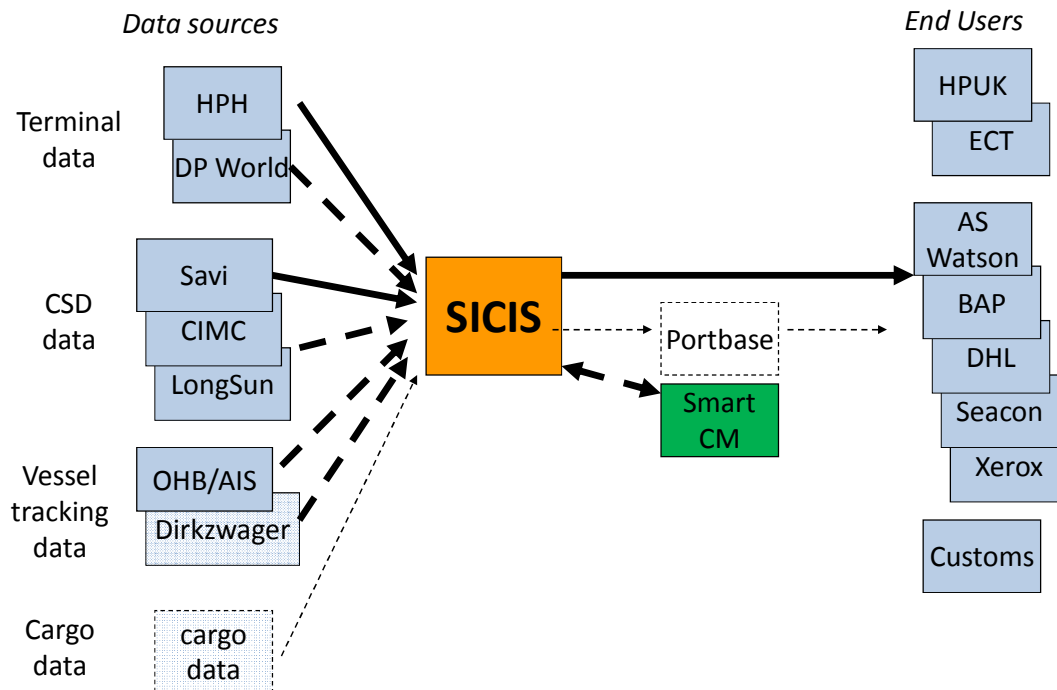 Data sources
End Users
Terminal
data
HPH
DP World
HPUK
ECT
CSD
data
Savi
CIMC
LongSun
SICIS
Portbase
Smart
CM
AS
Watson
BAP
DHL
Seacon
Xerox
Vessel
tracking
data
OHB/AIS
Dirkzwager
Customs
Cargo
data
cargo
data